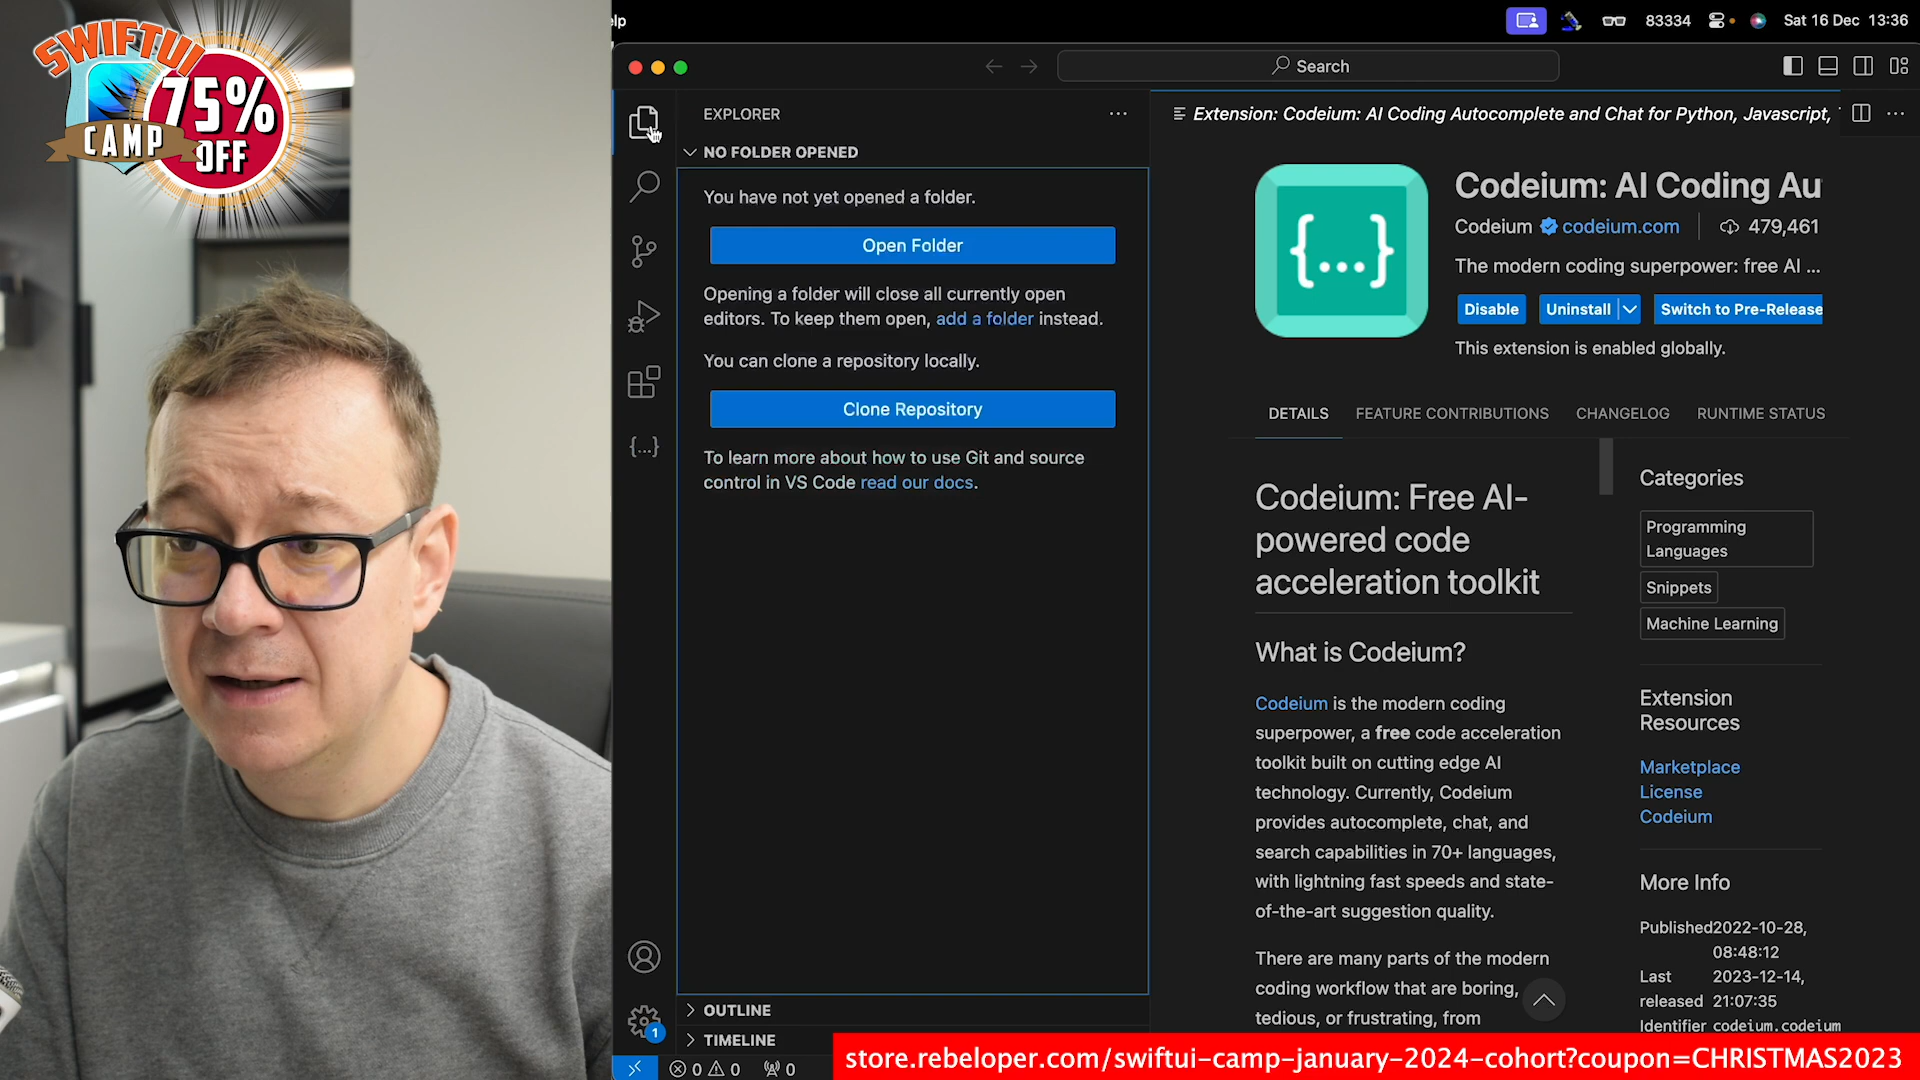 SWIFTUI
CAMP
75%
OFF
elp
83334
Sat 16 Dec 13:36
Search
EXPLORER
NO FOLDER OPENED
You have not yet opened a folder.
Open Folder
Opening a folder will close all currently open
editors. To keep them open, add a folder instead.
You can clone a repository locally.
Clone Repository
To learn more about how to use Git and source
control in VS Code read our docs.
OUTLINE
TIMELINE
1
0 0 0
Extension: Codeium: AI Coding Autocomplete and Chat for Python, Javascript,
{...}
Codeium: AI Coding Au
Codeium codeium.com 479,461
The modern coding superpower: free AI ...
Disable Uninstall Switch to Pre-Release
This extension is enabled globally.
DETAILS FEATURE CONTRIBUTIONS CHANGELOG RUNTIME STATUS
Codeium: Free AI-
powered code
acceleration toolkit
What is Codeium?
Codeium is the modern coding
superpower, a free code acceleration
toolkit built on cutting edge AI
technology. Currently, Codeium
provides autocomplete, chat, and
search capabilities in 70+ languages,
with lightning fast speeds and state-
of-the-art suggestion quality.
There are many parts of the modern
coding workflow that are boring,
tedious, or frustrating, from
Categories
Programming
Languages
Snippets
Machine Learning
Extension
Resources
Marketplace
License
Codeium
More Info
Published 2022-10-28,
08:48:12
Last 2023-12-14,
released 21:07:35
Identifier codeium.codeium
store.rebeloper.com/swiftui-camp-january-2024-cohort?coupon=CHRISTMAS2023